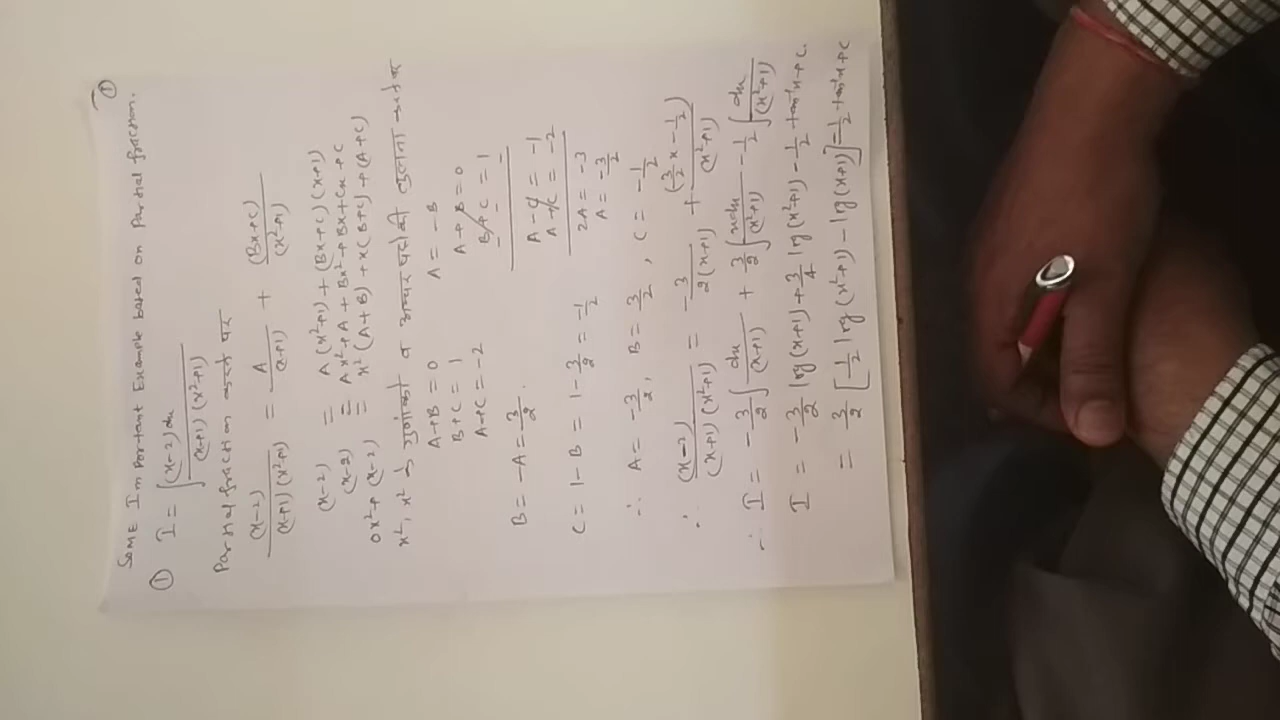 ①
SOME Important Example based on Partial fraction.
① I = ∫ (x-2)dx / (x+1)(x²+1)
Partial fraction करने पर
(x-2) / (x+1)(x²+1) = A / (x+1) + (Bx+C) / (x²+1)
(x-2) = A(x²+1) + (Bx+C)(x+1)
(x-2) = Ax²+A + Bx²+Bx+Cx+C
0x²+(x-2) = x²(A+B) + x(B+C) + (A+C)
x², x² के गुणांको व अचर पदो की तुलना करने पर
A+B = 0
B+C = 1
A+C = -2
A = -B
A+B = 0
B+C = 1
- - -
A-C = -1
A+C = -2
2A = -3
A = -3/2
B = -A = 3/2.
C = 1-B = 1-3/2 = -1/2
∴ A = -3/2, B = 3/2, C = -1/2
∴ (x-2) / (x+1)(x²+1) = -3 / 2(x+1) + (3/2 x - 1/2) / (x²+1)
∴ I = -3/2 ∫ dx/(x+1) + 3/2 ∫ xdx/(x²+1) - 1/2 ∫ dx/(x²+1)
I = -3/2 log(x+1) + 3/4 log(x²+1) - 1/2 tan⁻¹x+C.
= 3/2 [1/2 log(x²+1) - log(x+1)] - 1/2 tan⁻¹x+C